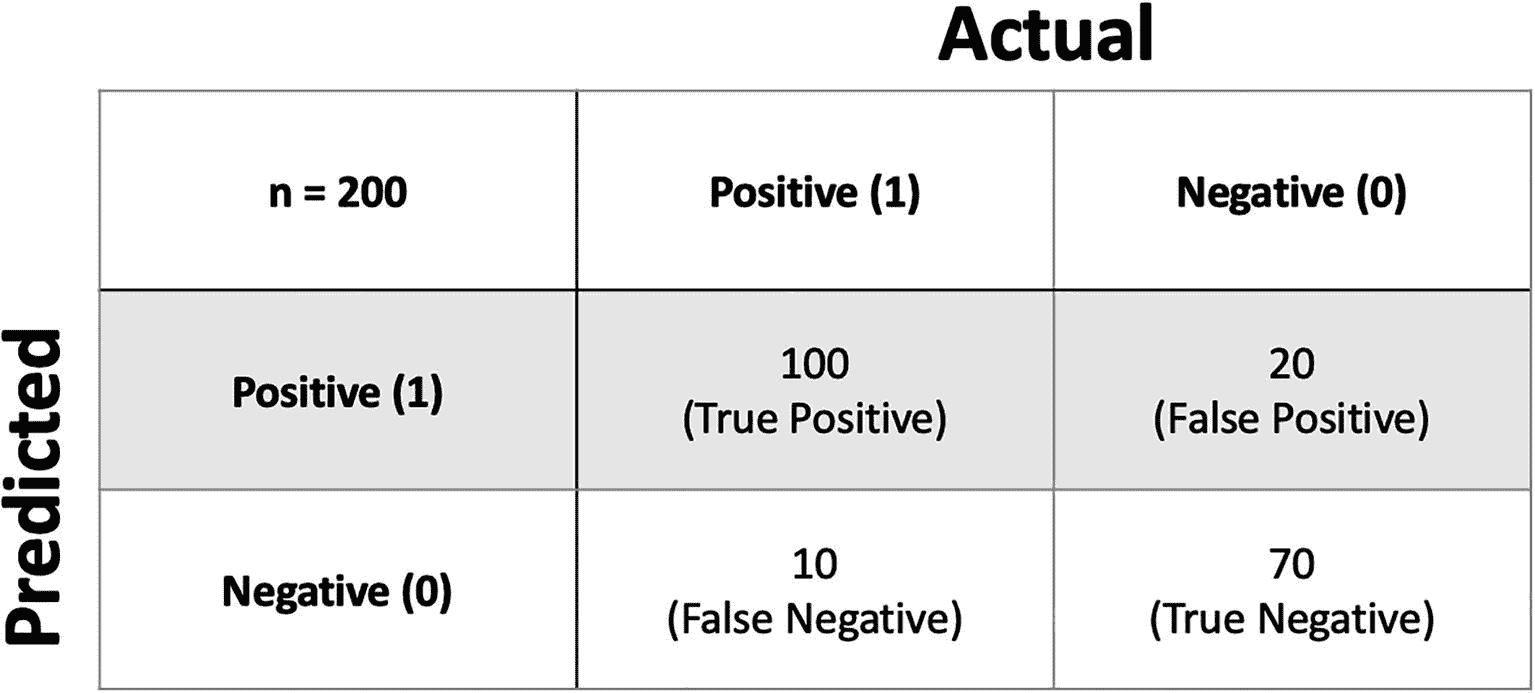 Actual
n = 200
Positive (1)
Negative (0)
Predicted
Positive (1)
100
(True Positive)
20
(False Positive)
Negative (0)
10
(False Negative)
70
(True Negative)